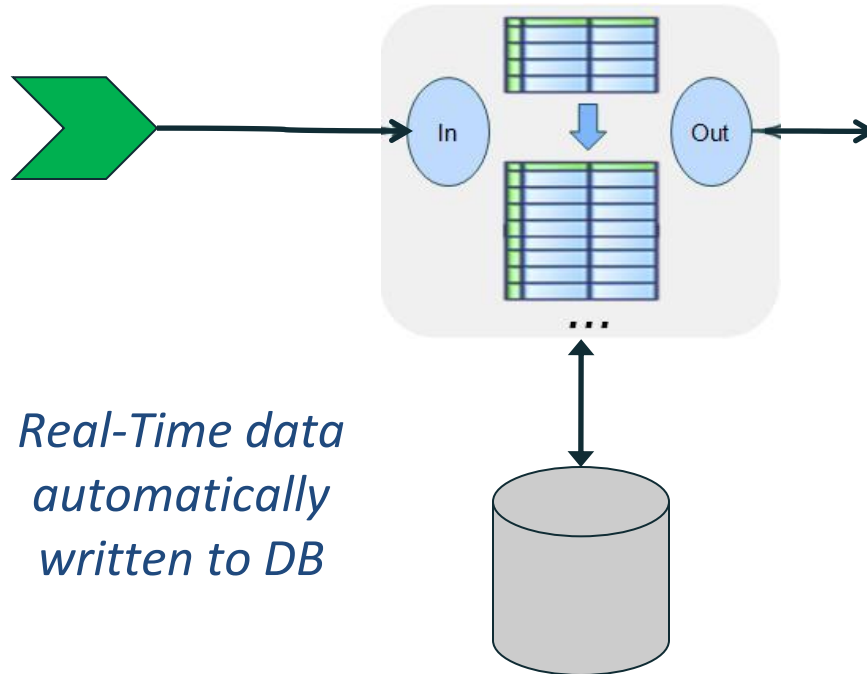 In
Out
...
Real-Time data
automatically
written to DB